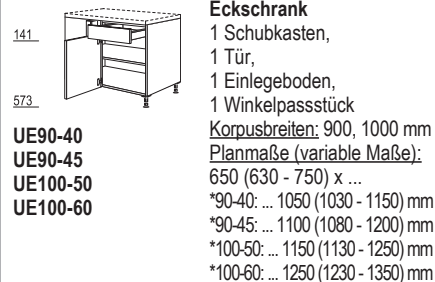 141
573
UE90-40
UE90-45
UE100-50
UE100-60
Eckschrank
1 Schubkasten,
1 Tür,
1 Einlegeboden,
1 Winkelpassstück
Korpusbreiten: 900, 1000 mm
Planmaße (variable Maße):
650 (630 - 750) x ...
*90-40: ... 1050 (1030 - 1150) mm
*90-45: ... 1100 (1080 - 1200) mm
*100-50: ... 1150 (1130 - 1250) mm
*100-60: ... 1250 (1230 - 1350) mm